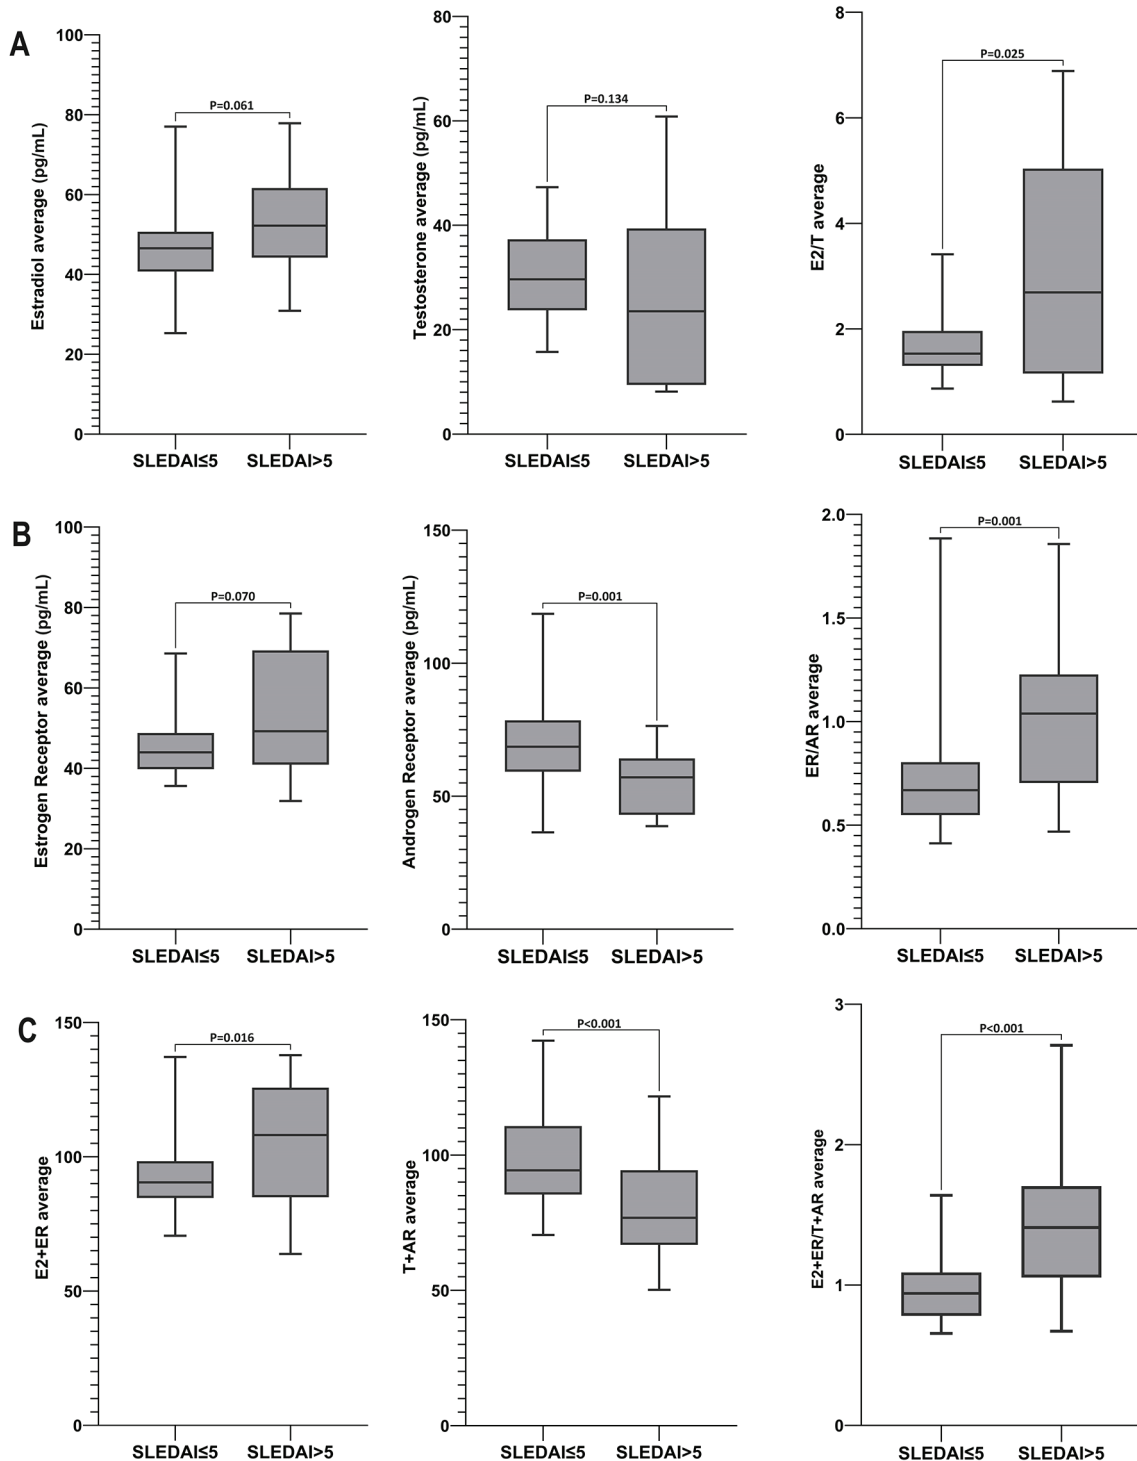 A
Estradiol average (pg/mL)
100
80
60
40
20
0
P=0.061
SLEDAI≤5 SLEDAI>5
Testosterone average (pg/mL)
80
60
40
20
0
P=0.134
SLEDAI≤5 SLEDAI>5
E2/T average
8
6
4
2
0
P=0.025
SLEDAI≤5 SLEDAI>5
B
Estrogen Receptor average (pg/mL)
100
80
60
40
20
0
P=0.070
SLEDAI≤5 SLEDAI>5
Androgen Receptor average (pg/mL)
150
100
50
0
P=0.001
SLEDAI≤5 SLEDAI>5
ER/AR average
2.0
1.5
1.0
0.5
0.0
P=0.001
SLEDAI≤5 SLEDAI>5
C
E2+ER average
150
100
50
0
P=0.016
SLEDAI≤5 SLEDAI>5
T+AR average
150
100
50
0
P<0.001
SLEDAI≤5 SLEDAI>5
E2+ER/T+AR average
3
2
1
0
P<0.001
SLEDAI≤5 SLEDAI>5